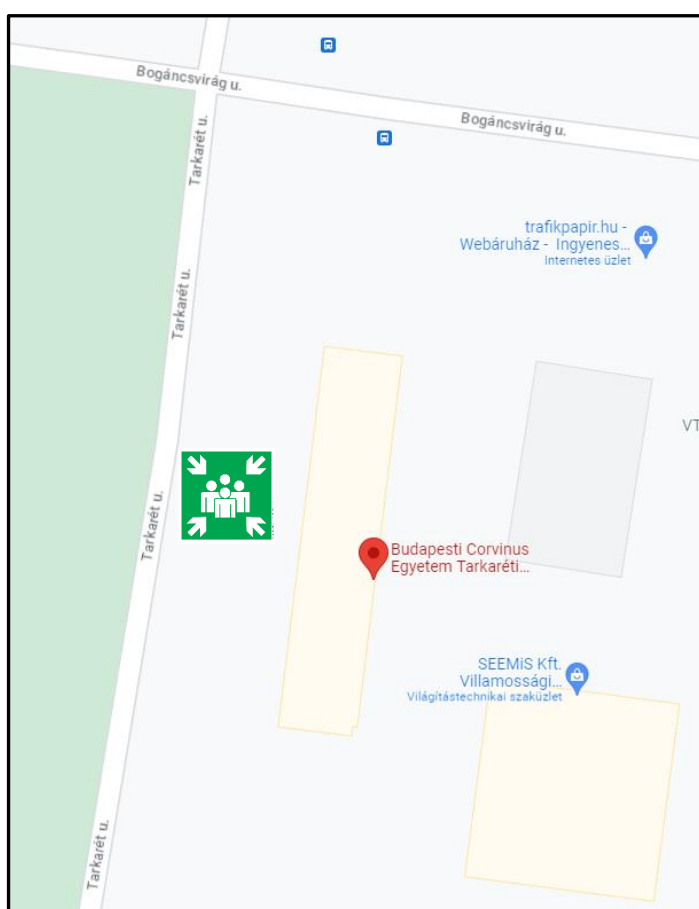 Bogáncsvirág u.
Bogáncsvirág u.
Tarkarét u.
trafikpapir.hu -
Webáruház - Ingyenes...
Internetes üzlet
Tarkarét u.
VT
Tarkarét u.
Budapesti Corvinus
Egyetem Tarkaréti...
SEEMiS Kft.
Villamossági...
Világítástechnikai szaküzlet
Tarkarét u.